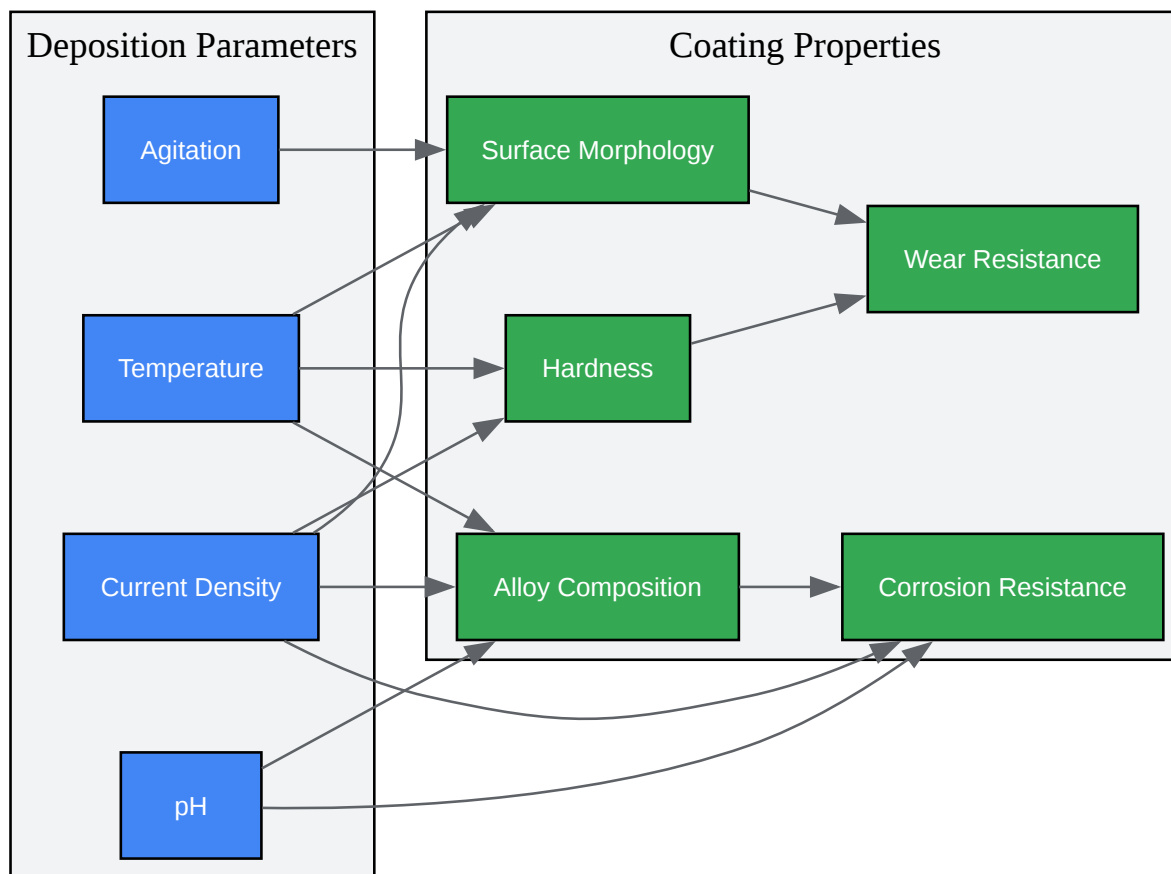 Deposition Parameters
Coating Properties
Agitation
Surface Morphology
Wear Resistance
Temperature
Hardness
Current Density
Alloy Composition
Corrosion Resistance
pH